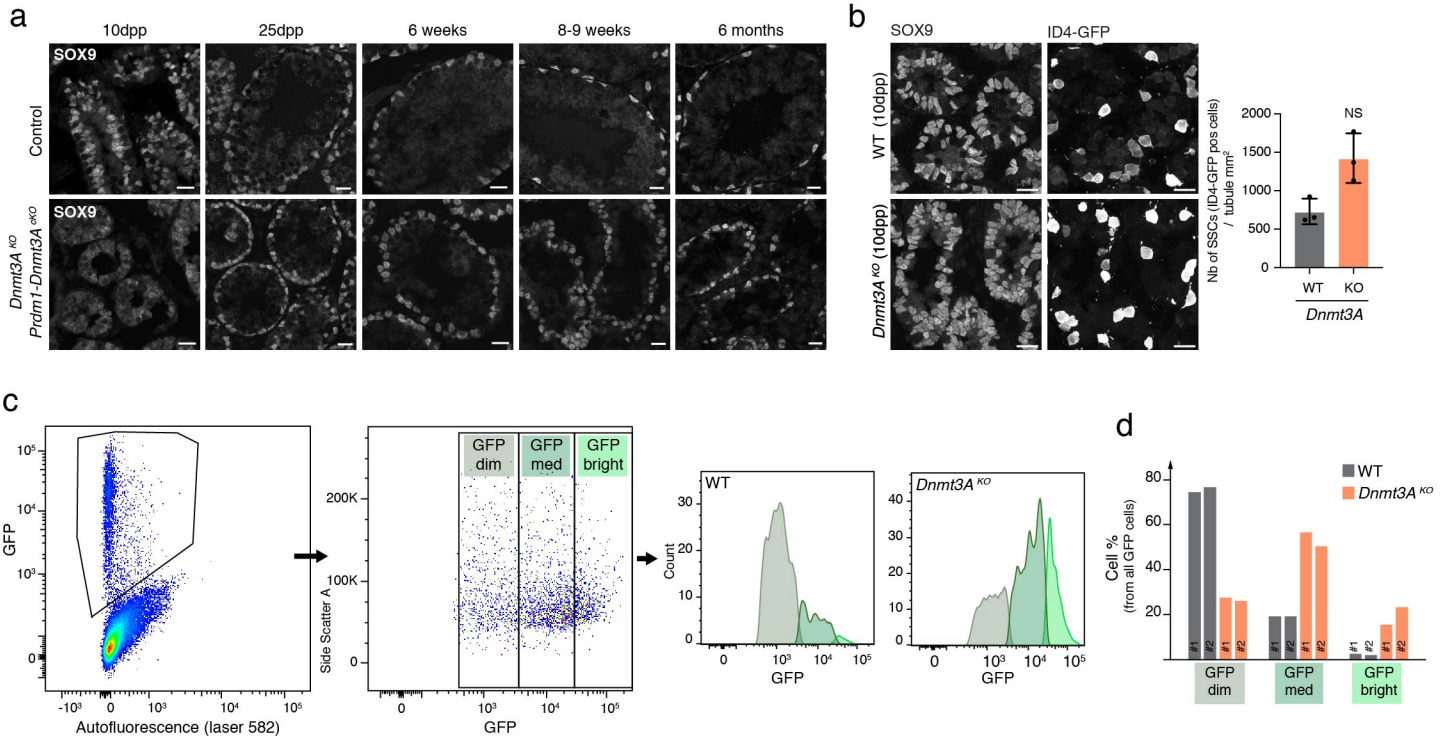 a
10dpp
25dpp
6 weeks
8-9 weeks
6 months
Control
SOX9
Dnmt3A KO
Prdm1-Dnmt3A cKO
SOX9
b
SOX9
ID4-GFP
WT (10dpp)
Dnmt3A KO (10dpp)
Nb of SSCs (ID4-GFP pos cells)
/ tubule mm²
2000
1500
1000
500
0
NS
WT
KO
Dnmt3A
c
GFP
10⁵
10⁴
10³
0
-10³
0
10³
10⁴
10⁵
Autofluorescence (laser 582)
Side Scatter A
200K
100K
0
GFP
dim
GFP
med
GFP
bright
0
10³
10⁴
10⁵
GFP
WT
Count
30
20
10
0
0
10³
10⁴
10⁵
GFP
Dnmt3A KO
40
30
20
10
0
0
10³
10⁴
10⁵
GFP
d
Cell %
(from all GFP cells)
80
60
40
20
WT
Dnmt3A KO
#1
#2
#1
#2
#1
#2
#1
#2
#1
#2
#1
#2
GFP
dim
GFP
med
GFP
bright